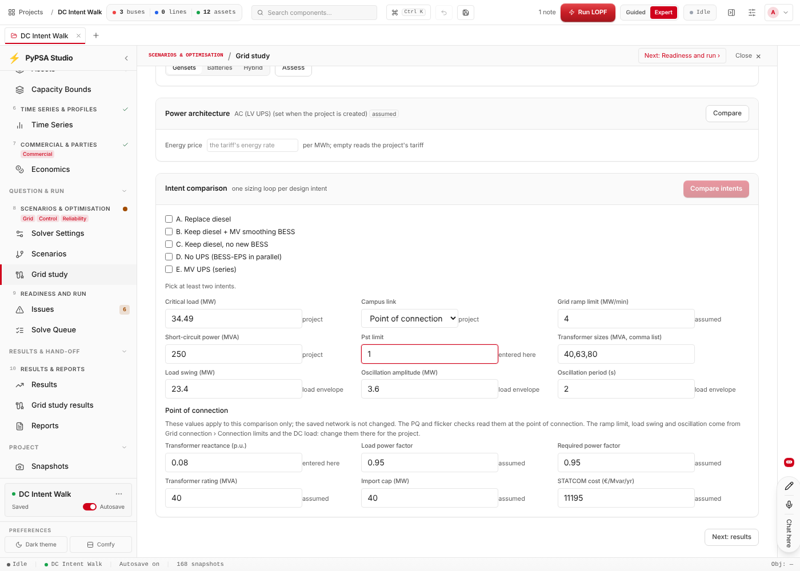 Projects / DC Intent Walk
3 buses 0 lines 12 assets
Search components...
Ctrl K
1 note
Run LOPF
Guided Expert
Idle
A
DC Intent Walk
PyPSA Studio
Assets
Capacity Bounds
6 TIME SERIES & PROFILES
Time Series
7 COMMERCIAL & PARTIES
Commercial
Economics
QUESTION & RUN
8 SCENARIOS & OPTIMISATION
Grid Control Reliability
Solver Settings
Scenarios
Grid study
9 READINESS AND RUN
Issues 6
Solve Queue
RESULTS & HAND-OFF
10 RESULTS & REPORTS
Results
Grid study results
Reports
PROJECT
Snapshots
DC Intent Walk
Saved Autosave
PREFERENCES
Dark theme Comfy
SCENARIOS & OPTIMISATION / Grid study
Next: Readiness and run ›
Close ×
Gensets Batteries Hybrid Assess
Power architecture AC (LV UPS) (set when the project is created) assumed
Compare
Energy price the tariff's energy rate per MWh; empty reads the project's tariff
Intent comparison one sizing loop per design intent
Compare intents
A. Replace diesel
B. Keep diesel + MV smoothing BESS
C. Keep diesel, no new BESS
D. No UPS (BESS-EPS in parallel)
E. MV UPS (series)
Pick at least two intents.
Critical load (MW) Campus link Grid ramp limit (MW/min)
34.49 project Point of connection project 4 assumed
Short-circuit power (MVA) Pst limit Transformer sizes (MVA, comma list)
250 project 1 entered here 40,63,80
Load swing (MW) Oscillation amplitude (MW) Oscillation period (s)
23.4 load envelope 3.6 load envelope 2 load envelope
Point of connection
These values apply to this comparison only; the saved network is not changed. The PQ and flicker checks read them at the point of connection. The ramp limit, load swing and oscillation come from
Grid connection › Connection limits and the DC load: change them there for the project.
Transformer reactance (p.u.) Load power factor Required power factor
0.08 entered here 0.95 assumed 0.95 assumed
Transformer rating (MVA) Import cap (MW) STATCOM cost (€/Mvar/yr)
40 assumed 40 assumed 11195 assumed
Next: results
Chat here
Idle DC Intent Walk Autosave on 168 snapshots Obj: —